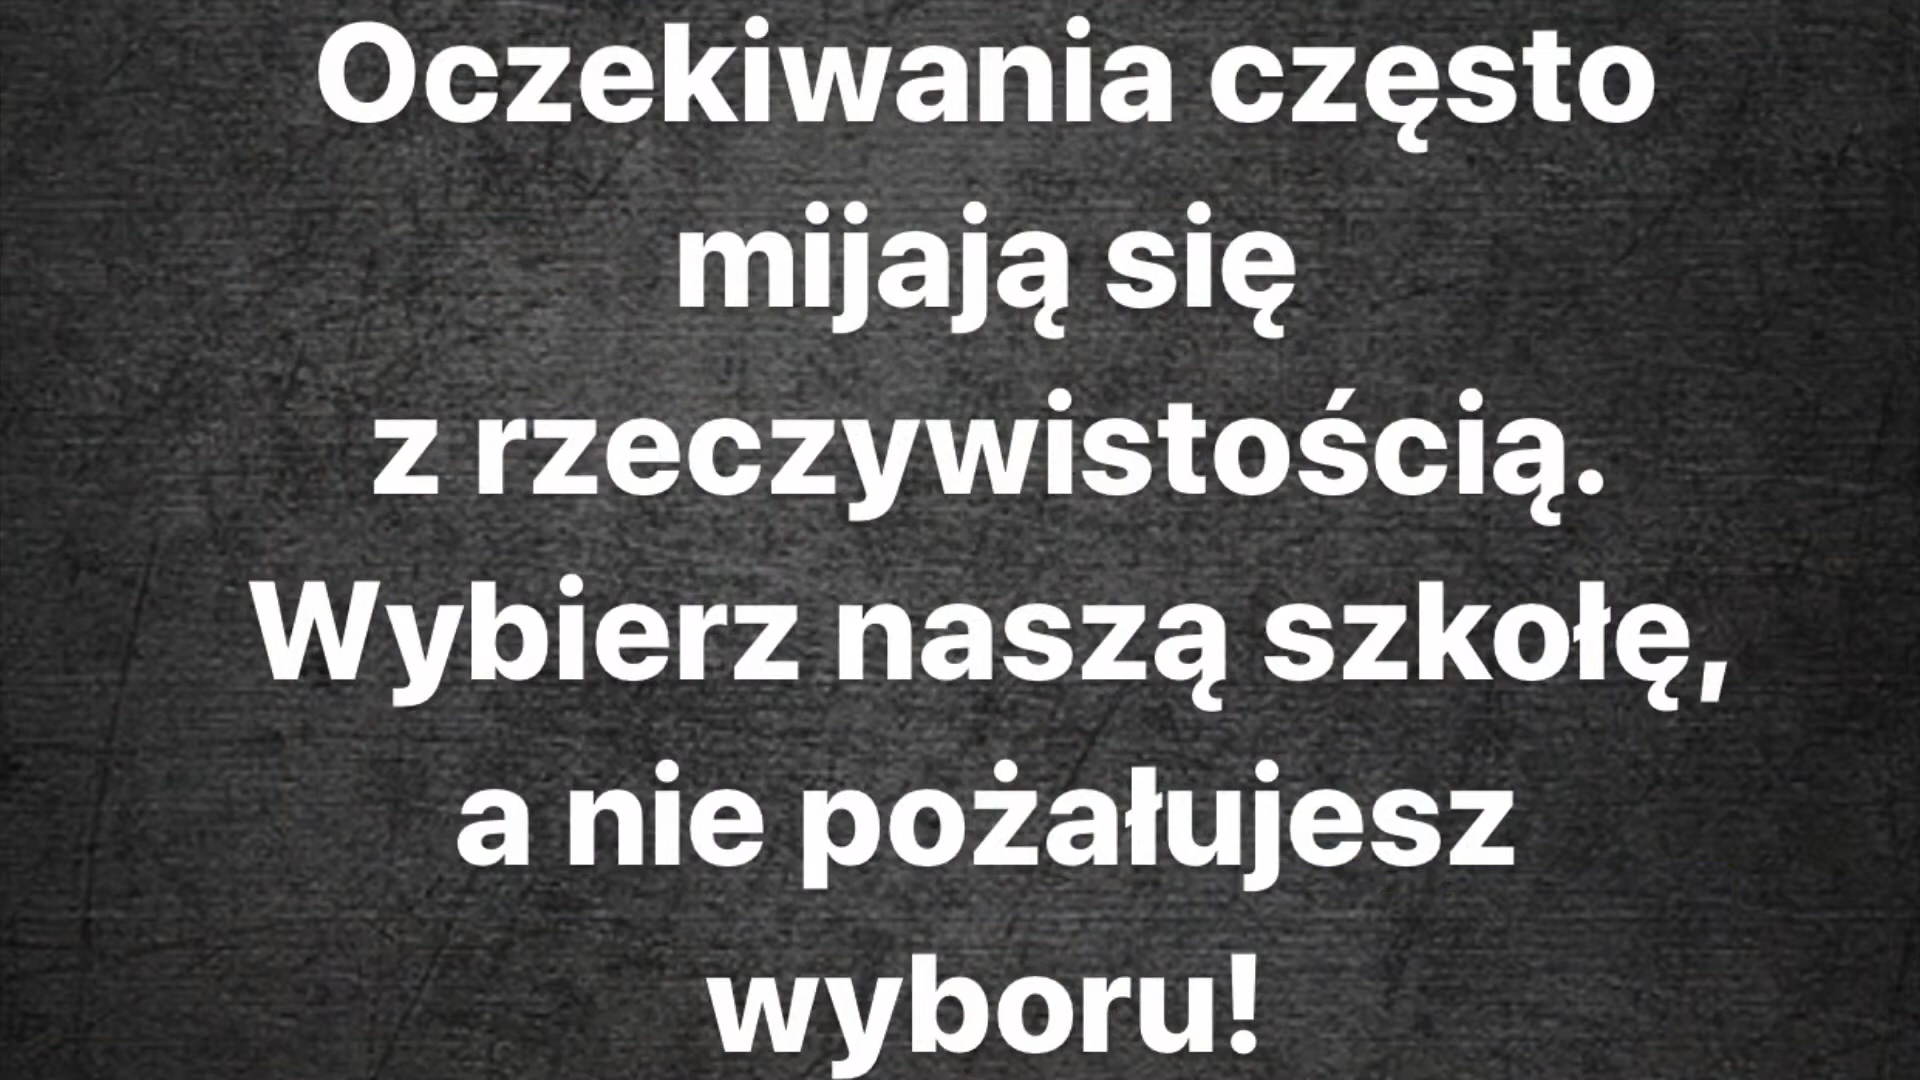 Oczekiwania często
mijają się
z rzeczywistością.
Wybierz naszą szkołę,
a nie pożałujesz
wyboru!